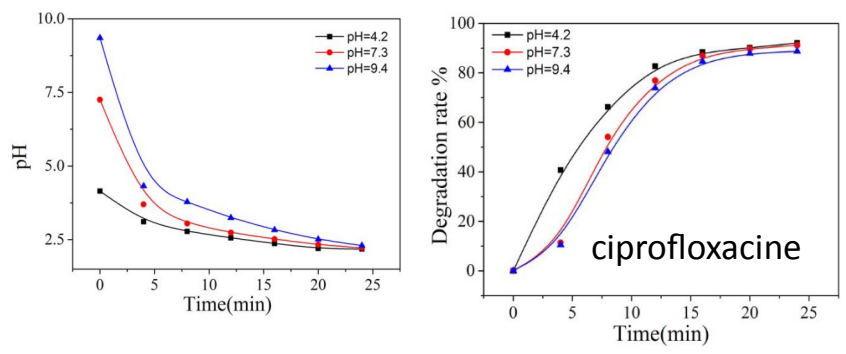 10.0
7.5
5.0
2.5
pH
0 5 10 15 20 25
Time(min)
pH=4.2
pH=7.3
pH=9.4
100
80
60
40
20
0
Degradation rate %
0 5 10 15 20 25
Time(min)
pH=4.2
pH=7.3
pH=9.4
ciprofloxacine